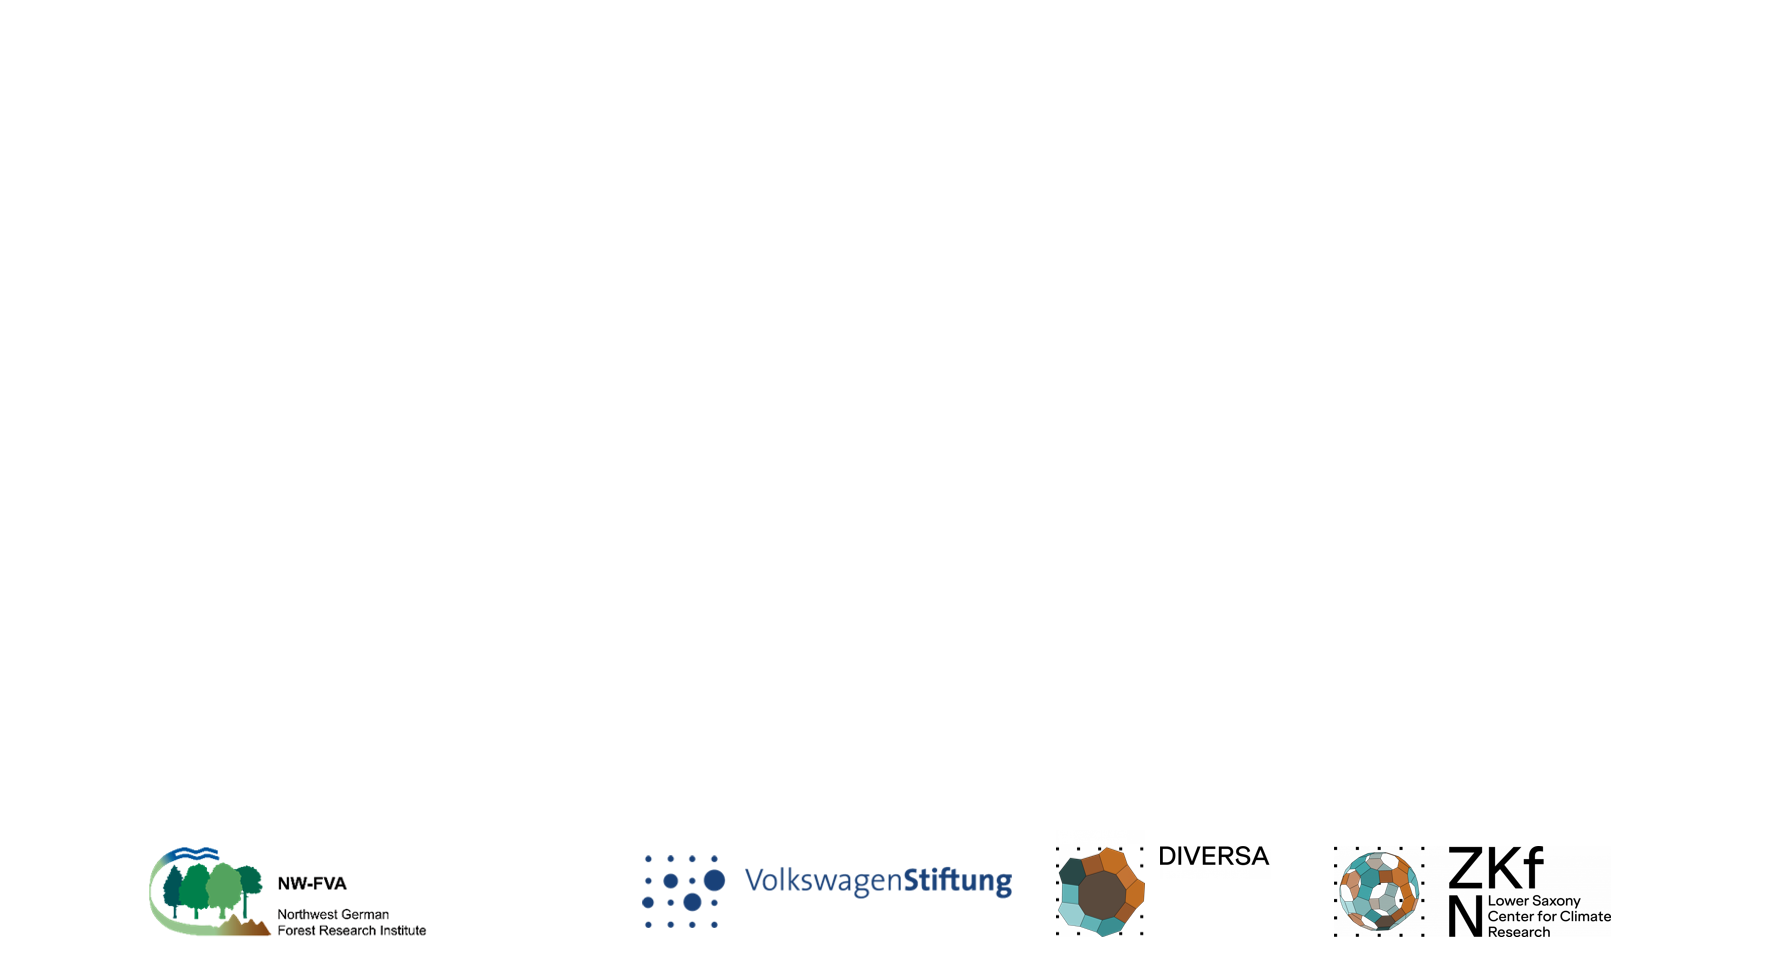 NW-FVA
Northwest German
Forest Research Institute
VolkswagenStiftung
DIVERSA
ZKf
N
Lower Saxony
Center for Climate
Research